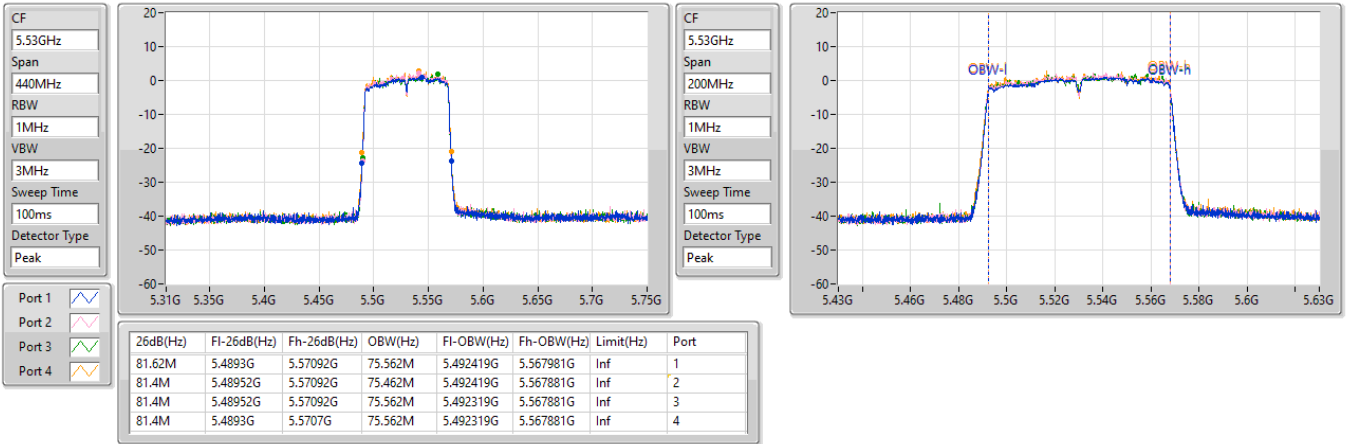 CF
5.53GHz
Span
440MHz
RBW
1MHz
VBW
3MHz
Sweep Time
100ms
Detector Type
Peak
Port 1
Port 2
Port 3
Port 4
20
10
0
-10
-20
-30
-40
-50
-60
5.31G 5.35G 5.4G 5.45G 5.5G 5.55G 5.6G 5.65G 5.7G 5.75G
CF
5.53GHz
Span
200MHz
RBW
1MHz
VBW
3MHz
Sweep Time
100ms
Detector Type
Peak
20
10
0
-10
-20
-30
-40
-50
-60
OBW-l OBW-h
5.43G 5.46G 5.48G 5.5G 5.52G 5.54G 5.56G 5.58G 5.6G 5.63G
26dB(Hz) Fl-26dB(Hz) Fh-26dB(Hz) OBW(Hz) Fl-OBW(Hz) Fh-OBW(Hz) Limit(Hz) Port
81.62M 5.4893G 5.57092G 75.562M 5.492419G 5.567981G Inf 1
81.4M 5.48952G 5.57092G 75.462M 5.492419G 5.567881G Inf 2
81.4M 5.48952G 5.57092G 75.562M 5.492319G 5.567881G Inf 3
81.4M 5.4893G 5.5707G 75.562M 5.492319G 5.567881G Inf 4